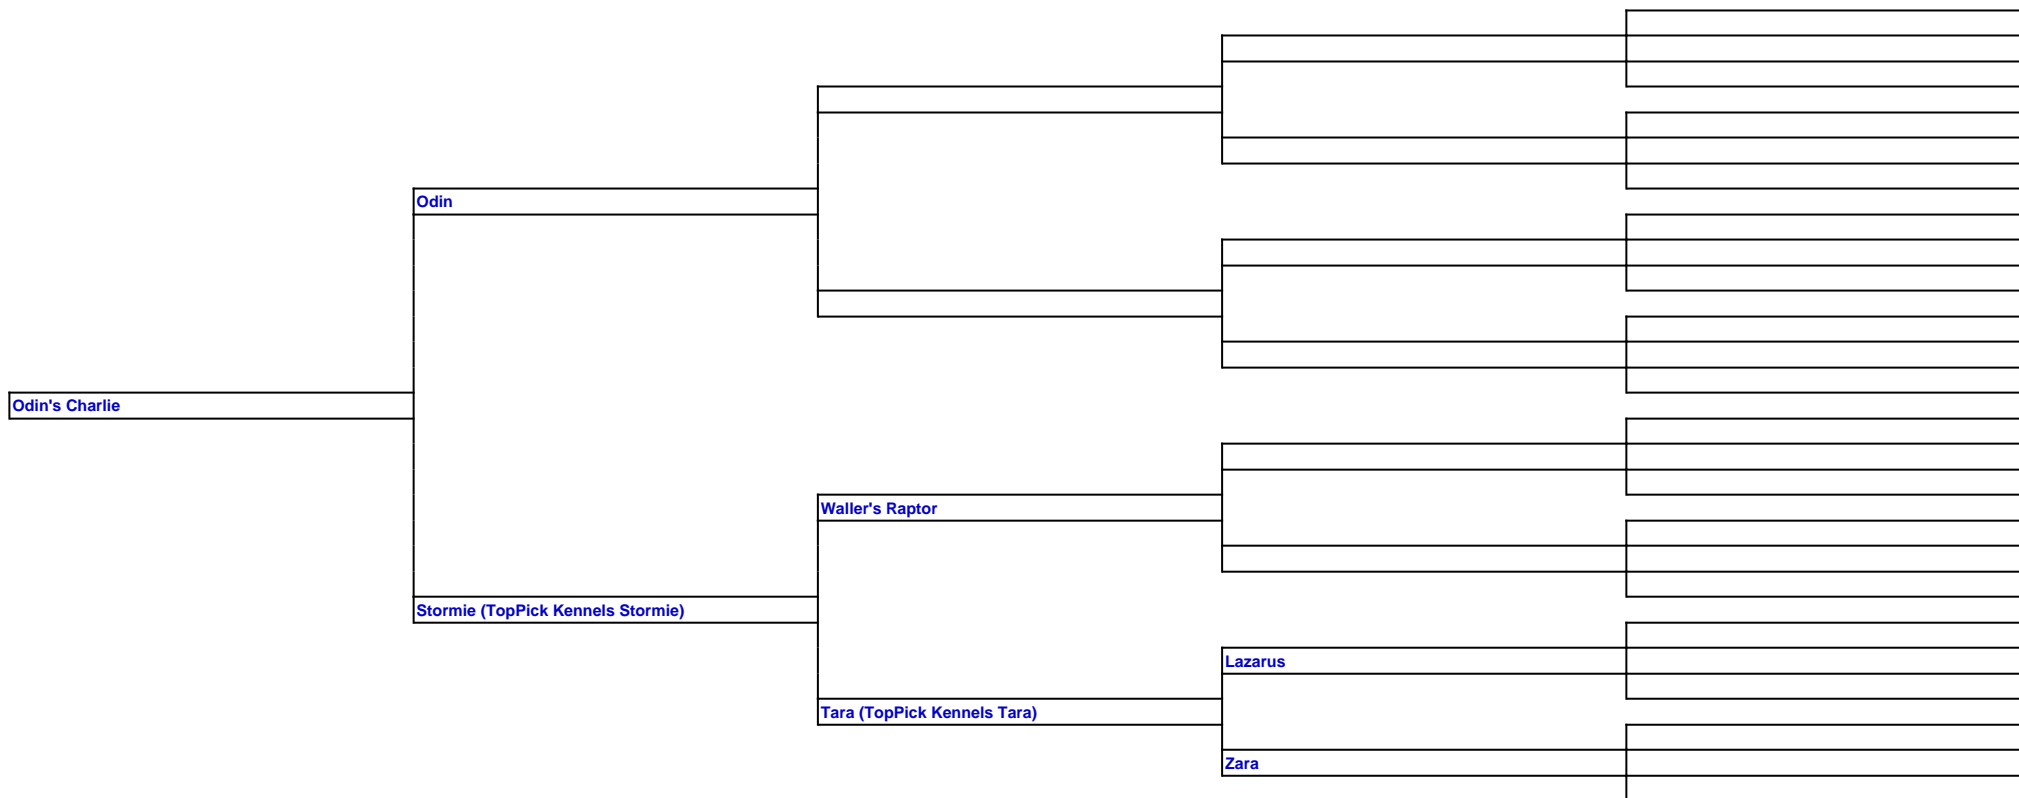 Odin
Odin's Charlie
Waller's Raptor
Stormie (TopPick Kennels Stormie)
Lazarus
Tara (TopPick Kennels Tara)
Zara